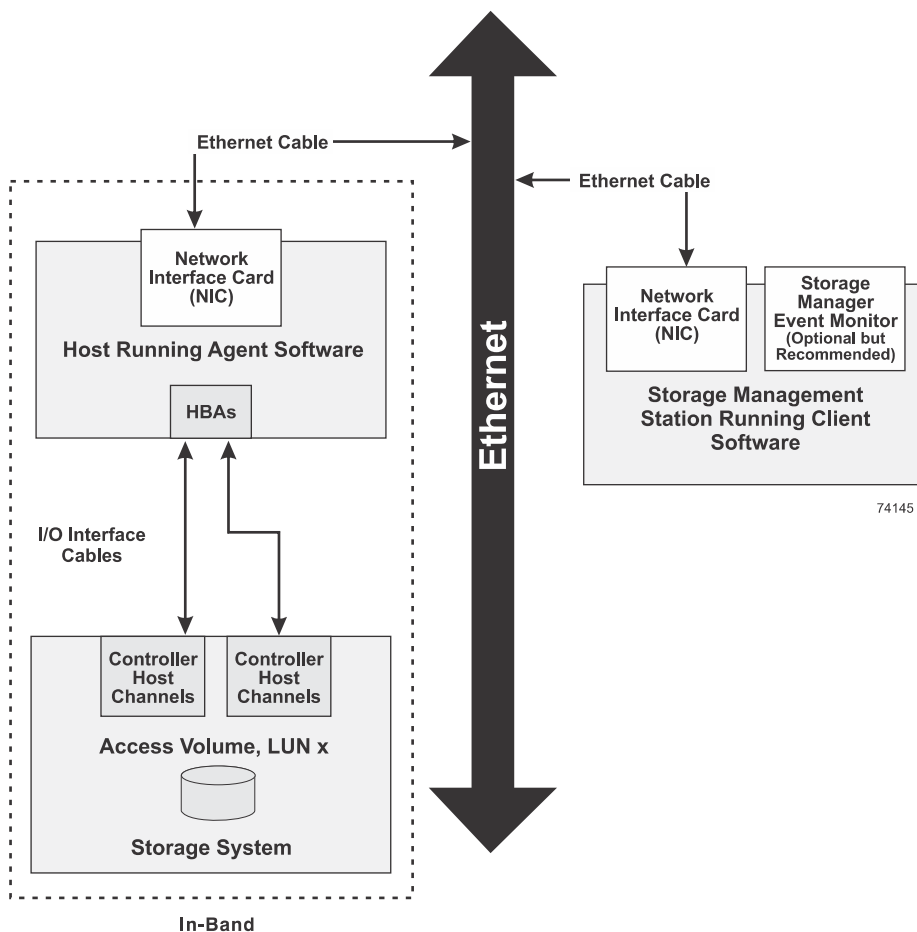 Ethernet Cable
Ethernet Cable
Network
Interface Card
(NIC)
Host Running Agent Software
HBAs
I/O Interface
Cables
Controller
Host
Channels
Controller
Host
Channels
Access Volume, LUN x
Storage System
In-Band
Ethernet
Network
Interface Card
(NIC)
Storage
Manager
Event Monitor
(Optional but
Recommended)
Storage Management
Station Running Client
Software
74145